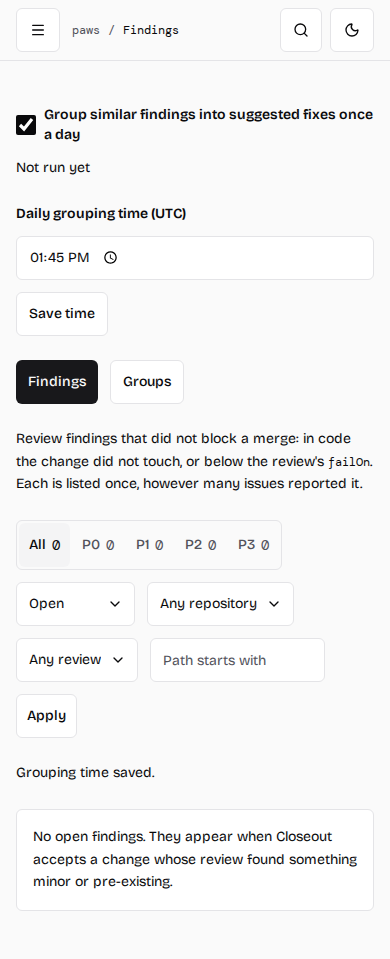 paws / Findings
Group similar findings into suggested fixes once
a day
Not run yet
Daily grouping time (UTC)
01:45 PM
Save time
Findings
Groups
Review findings that did not block a merge: in code
the change did not touch, or below the review's failOn.
Each is listed once, however many issues reported it.
All 0 P0 0 P1 0 P2 0 P3 0
Open
Any repository
Any review
Path starts with
Apply
Grouping time saved.
No open findings. They appear when Closeout
accepts a change whose review found something
minor or pre-existing.